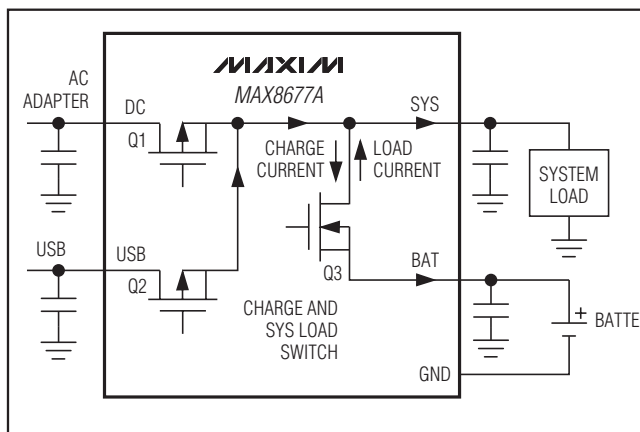 AC
ADAPTER
DC
Q1
MAXIM
MAX8677A
SYS
CHARGE
CURRENT
LOAD
CURRENT
SYSTEM
LOAD
USB
USB
Q2
Q3
BAT
CHARGE AND
SYS LOAD
SWITCH
+
BATTE
GND